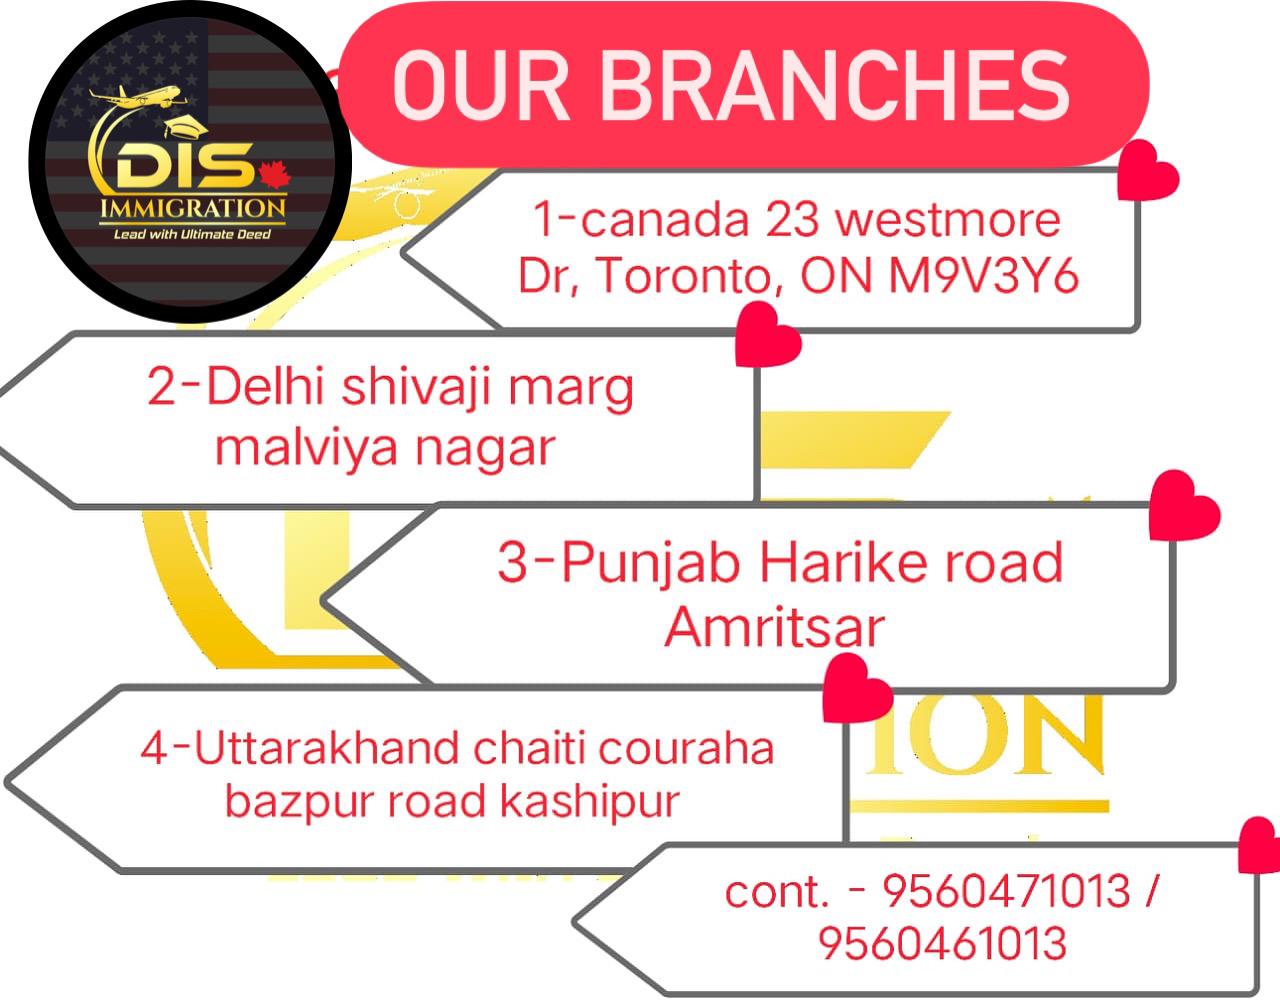 OUR BRANCHES
DIS
IMMIGRATION
Lead with Ultimate Deed
1-canada 23 westmore
Dr, Toronto, ON M9V3Y6
2-Delhi shivaji marg
malviya nagar
3-Punjab Harike road
Amritsar
4-Uttarakhand chaiti couraha
bazpur road kashipur
ION
cont. - 9560471013 /
9560461013